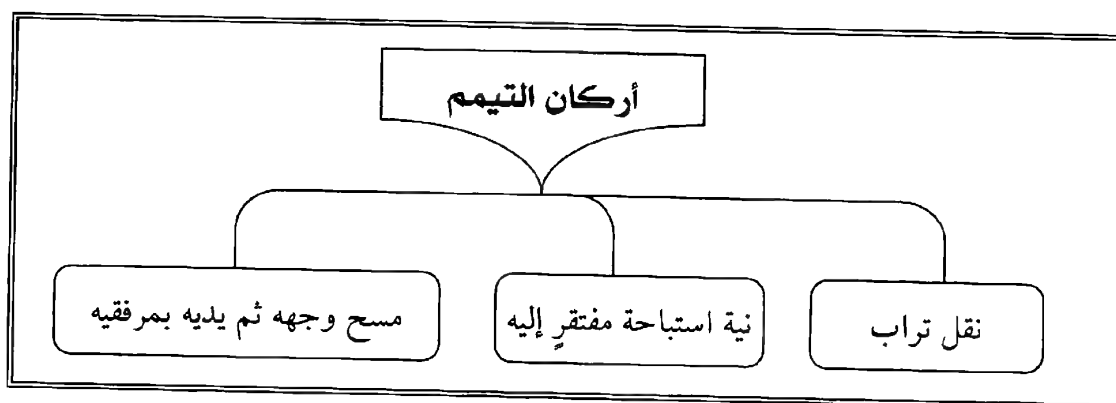 أركان التيمم
نقل تراب
نية استباحة مفتقرٍ إليه
مسح وجهه ثم يديه بمرفقيه